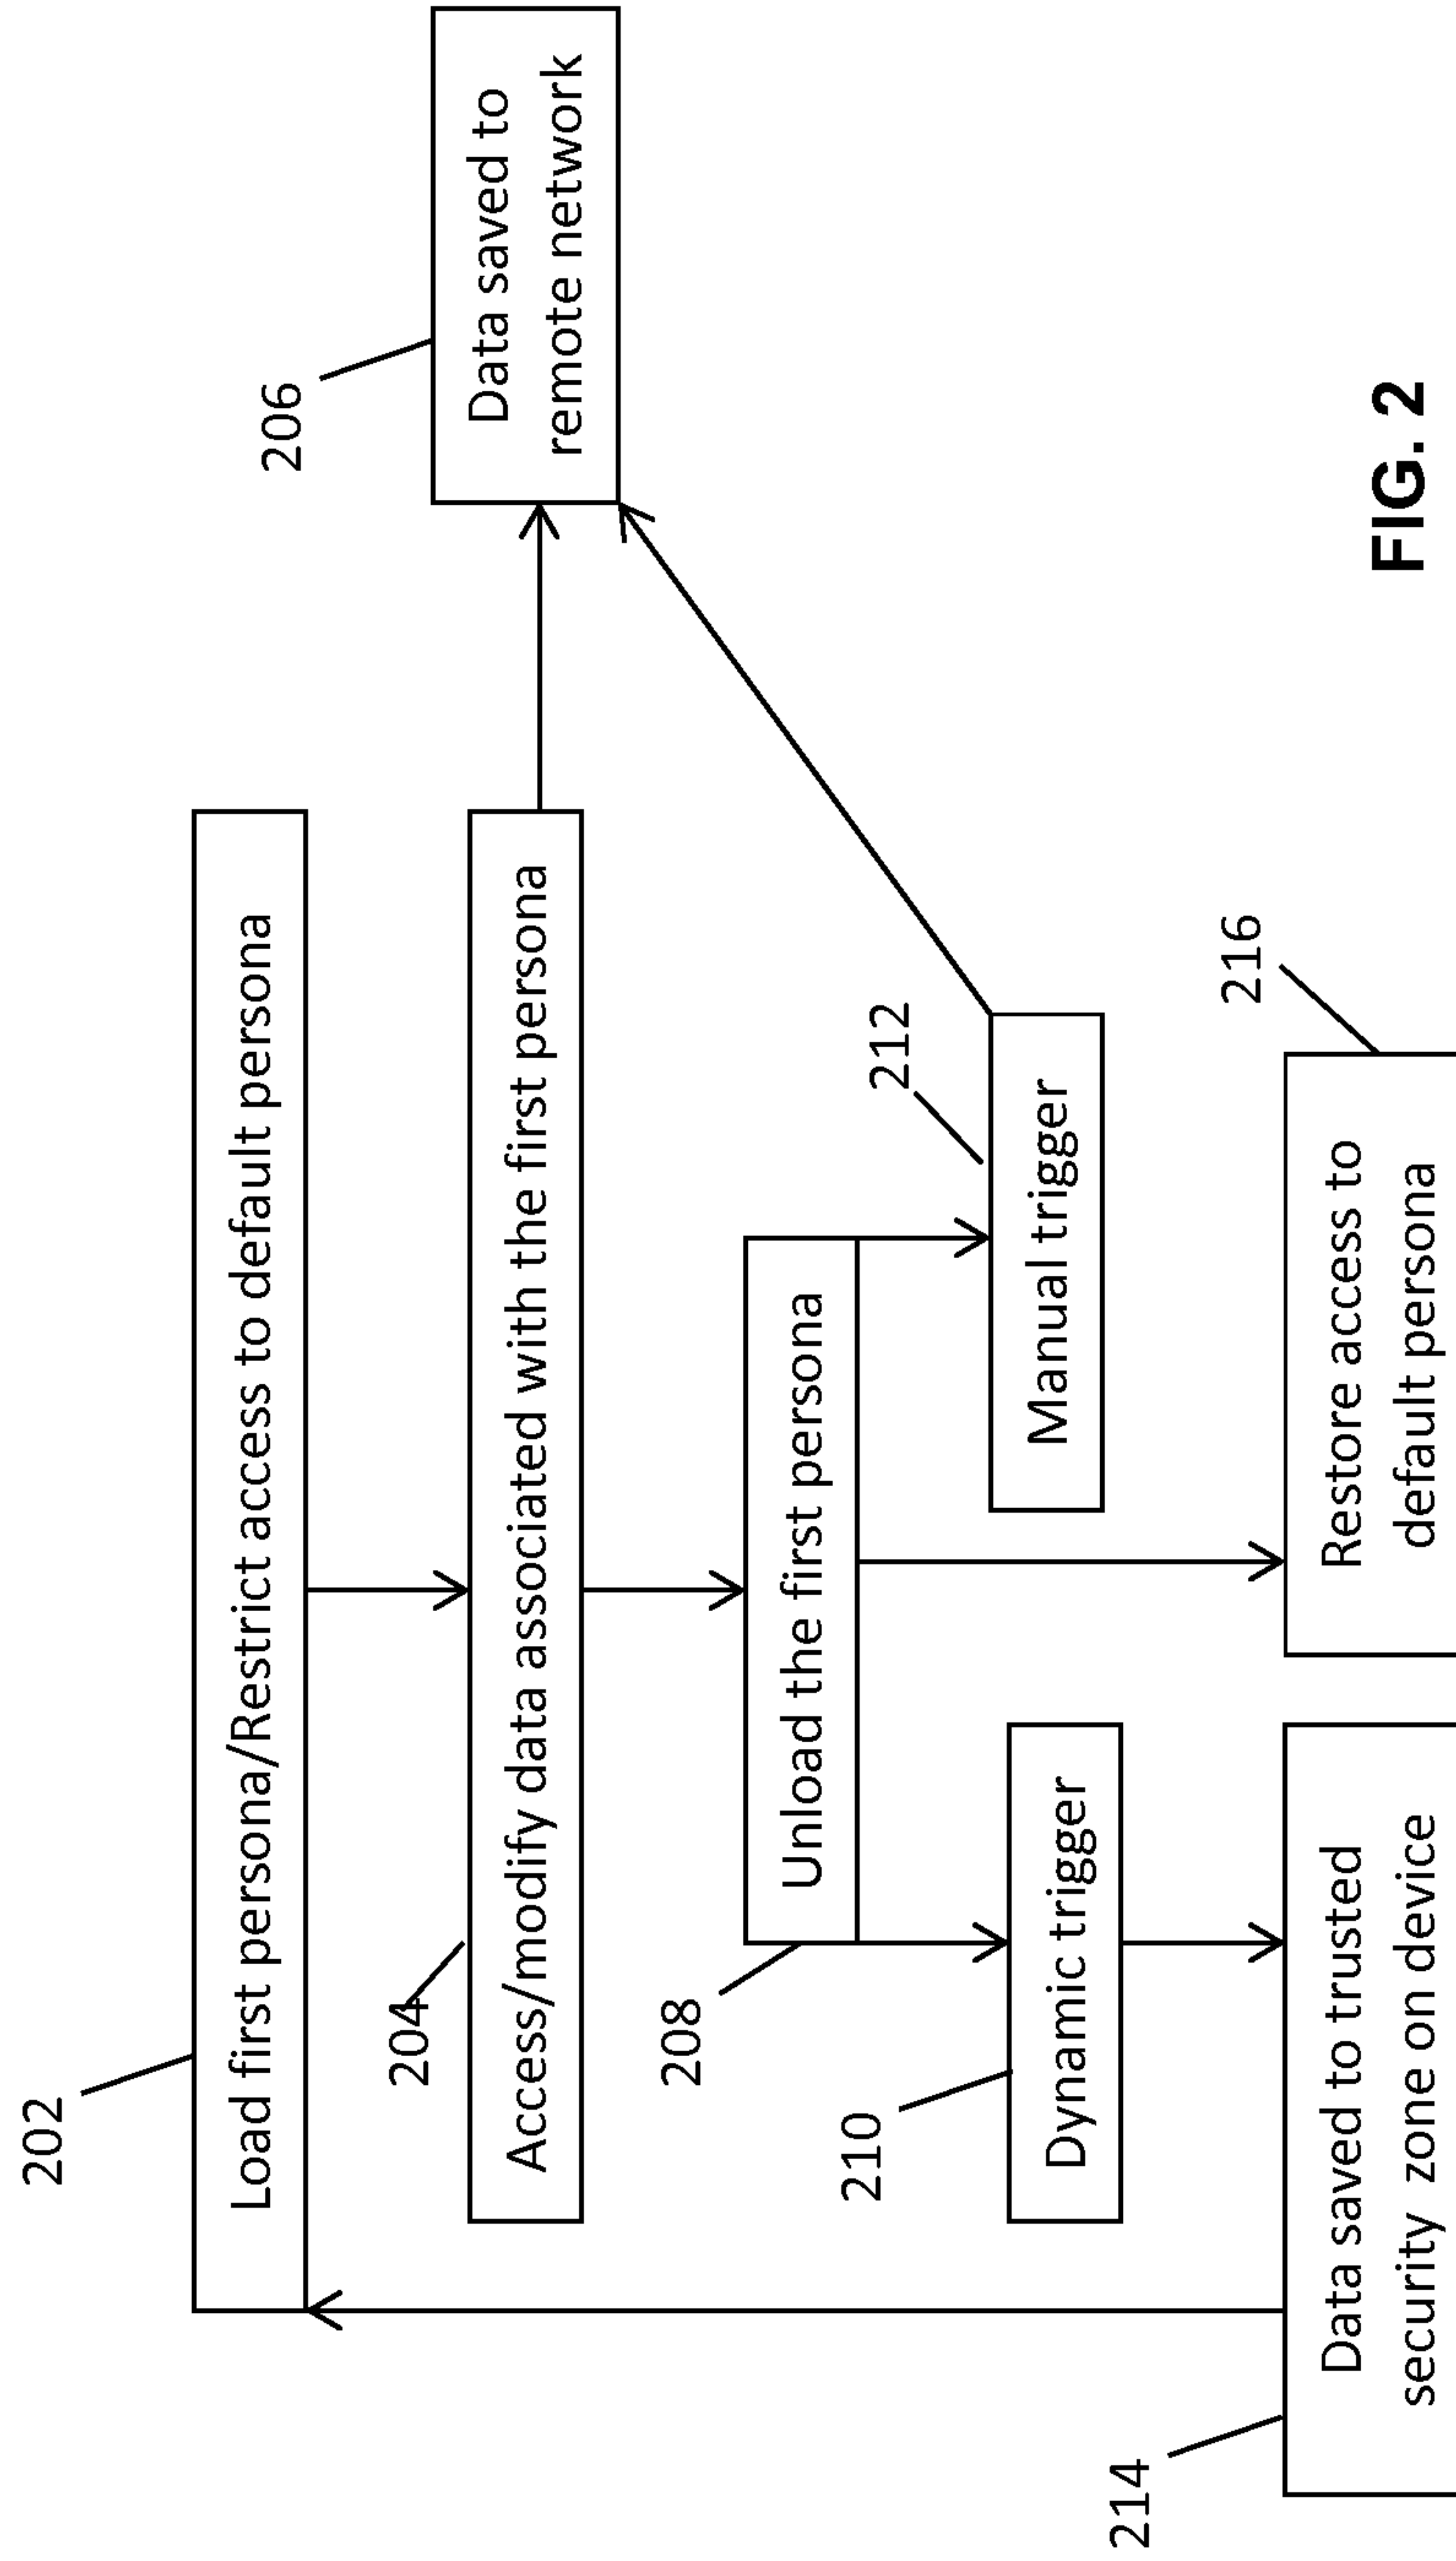 202
Load first persona/Restrict access to default persona
206
204
Access/modify data associated with the first persona
Data saved to
remote network
208
Unload the first persona
210
Dynamic trigger
212
Manual trigger
214
Data saved to trusted
security zone on device
216
Restore access to
default persona
FIG. 2